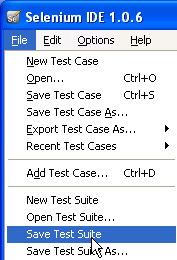 Selenium IDE 1.0.6
File Edit Options Help
New Test Case
Open... Ctrl+O
Save Test Case Ctrl+S
Save Test Case As...
Export Test Case As...
Recent Test Cases
Add Test Case... Ctrl+D
New Test Suite
Open Test Suite...
Save Test Suite
Save Test Suite As...